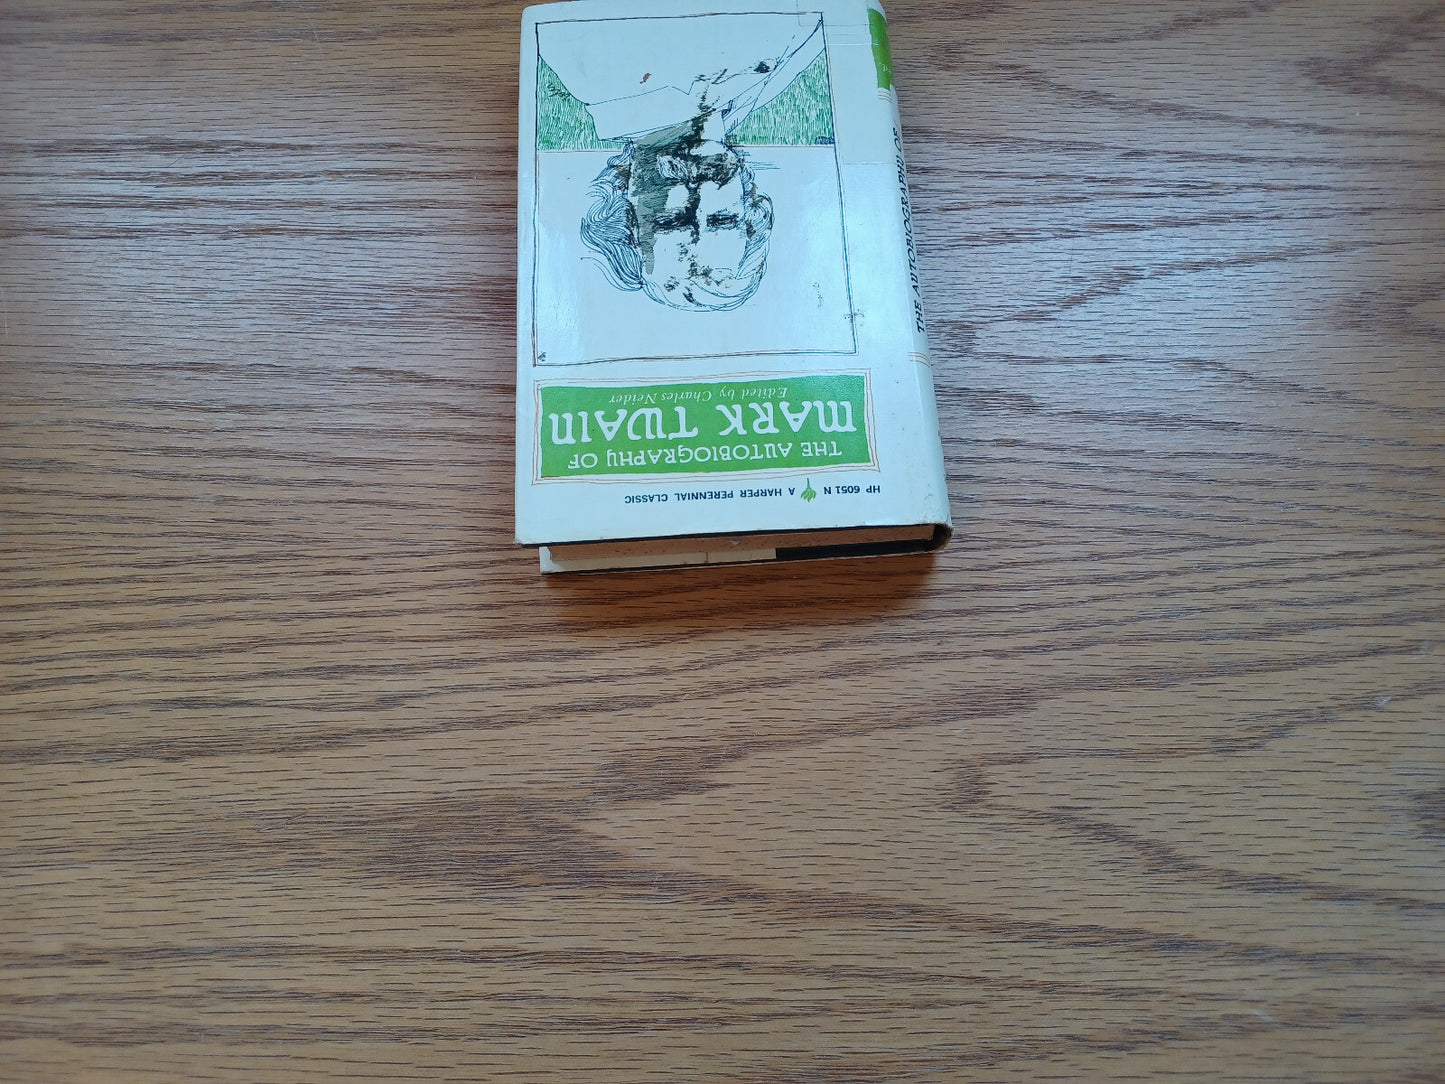 HP 6051 N A HARPER PERENNIAL CLASSIC
THE AUTOBIOGRAPHY OF
MARK TWAIN
Edited by Charles Neider
THE AUTOBIOGRAPHY OF